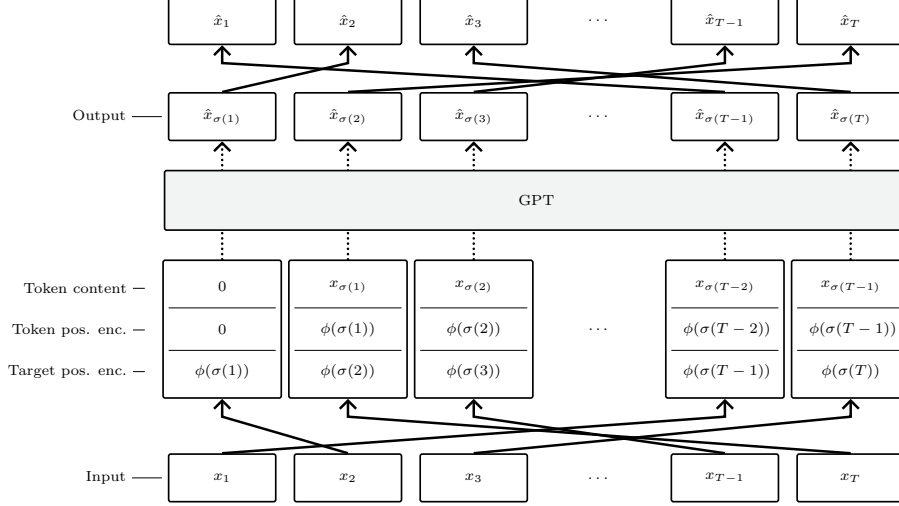 x̂₁ x̂₂ x̂₃ ··· x̂_{T−1} x̂_T
Output x̂_{σ(1)} x̂_{σ(2)} x̂_{σ(3)} ··· x̂_{σ(T−1)} x̂_{σ(T)}
GPT
Token content 0 x_{σ(1)} x_{σ(2)} x_{σ(T−2)} x_{σ(T−1)}
Token pos. enc. 0 ϕ(σ(1)) ϕ(σ(2)) ··· ϕ(σ(T − 2)) ϕ(σ(T − 1))
Target pos. enc. ϕ(σ(1)) ϕ(σ(2)) ϕ(σ(3)) ϕ(σ(T − 1)) ϕ(σ(T))
Input x₁ x₂ x₃ ··· x_{T−1} x_T